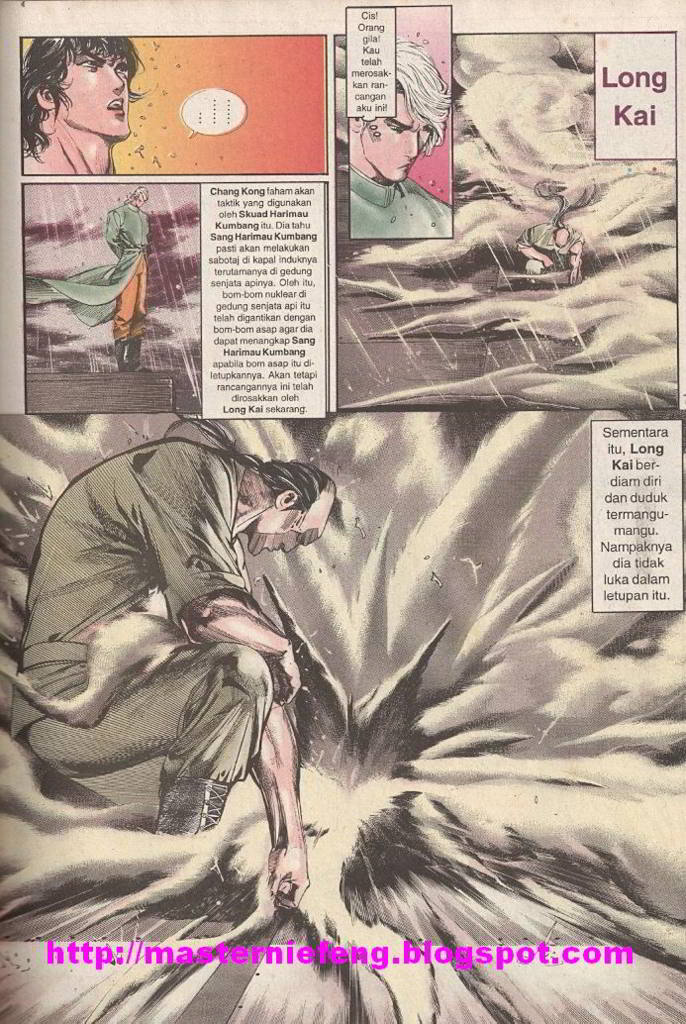 ......
Cis!
Orang
gila!
Kau
telah
merosak-
kan ran-
cangan
aku ini!
Long
Kai
Chang Kong faham akan
taktik yang digunakan
oleh Skuad Harimau
Kumbang itu. Dia tahu
Sang Harimau Kumbang
pasti akan melakukan
sabotaj di kapal induknya
terutamanya di gedung
senjata apinya. Oleh itu,
bom-bom nuklear di
gedung senjata api itu
telah digantikan dengan
bom-bom asap agar dia
dapat menangkap Sang
Harimau Kumbang
apabila bom asap itu di-
letupkannya. Akan tetapi
rancangannya ini telah
dirosakkan oleh
Long Kai sekarang.
Sementara
itu, Long
Kai ber-
diam diri
dan duduk
termangu-
mangu.
Nampaknya
dia tidak
luka dalam
letupan itu.
http://masterniefeng.blogspot.com